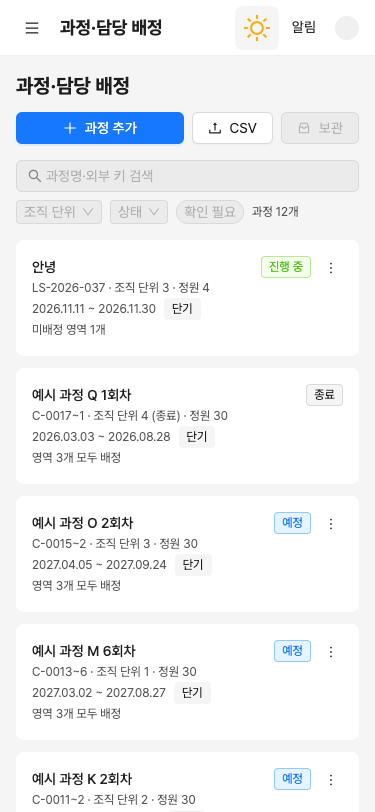 과정·담당 배정
알림
과정·담당 배정
과정 추가
CSV
보관
과정명·외부 키 검색
조직 단위
상태
확인 필요
과정 12개
안녕
진행 중
LS-2026-037 · 조직 단위 3 · 정원 4
2026.11.11 ~ 2026.11.30 단기
미배정 영역 1개
예시 과정 Q 1회차
종료
C-0017~1 · 조직 단위 4 (종료) · 정원 30
2026.03.03 ~ 2026.08.28 단기
영역 3개 모두 배정
예시 과정 O 2회차
예정
C-0015~2 · 조직 단위 3 · 정원 30
2027.04.05 ~ 2027.09.24 단기
영역 3개 모두 배정
예시 과정 M 6회차
예정
C-0013~6 · 조직 단위 1 · 정원 30
2027.03.02 ~ 2027.08.27 단기
영역 3개 모두 배정
예시 과정 K 2회차
예정
C-0011~2 · 조직 단위 2 · 정원 30